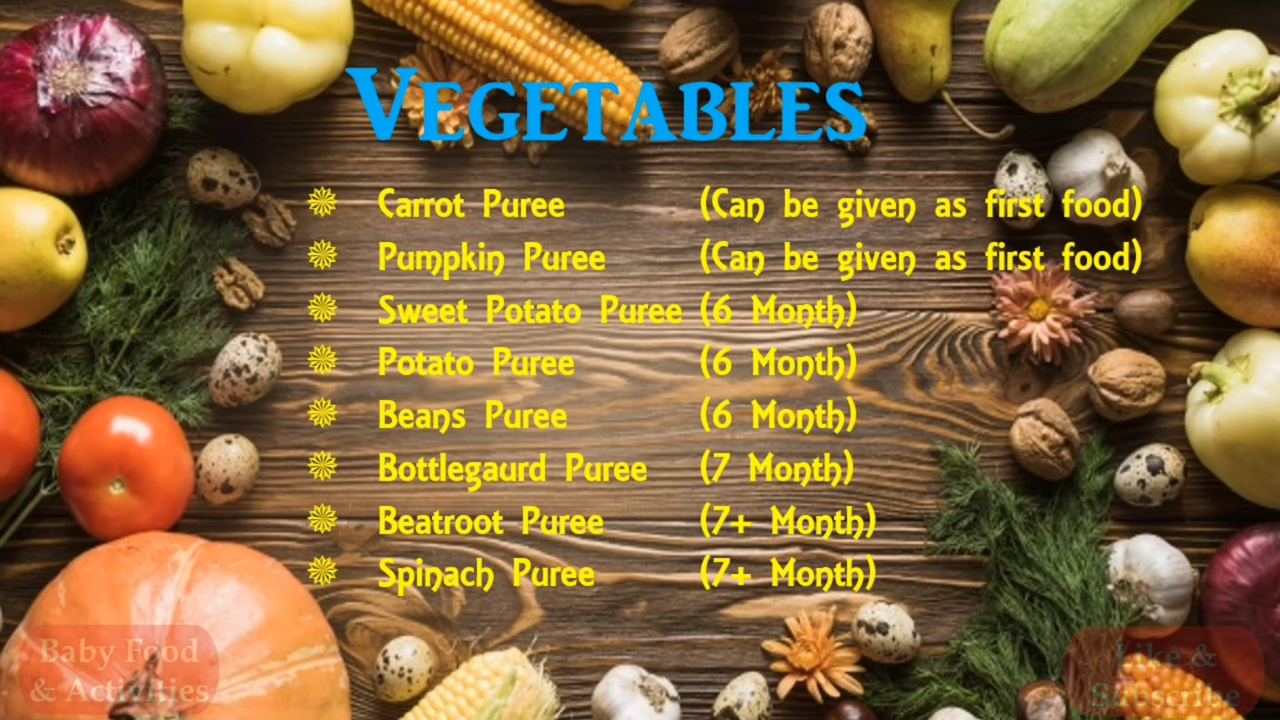 VEGETABLES
Carrot Puree (Can be given as first food)
Pumpkin Puree (Can be given as first food)
Sweet Potato Puree (6 Month)
Potato Puree (6 Month)
Beans Puree (6 Month)
Bottlegaurd Puree (7 Month)
Beatroot Puree (7+ Month)
Spinach Puree (7+ Month)
Baby Food
& Activities
Like &
Subscribe